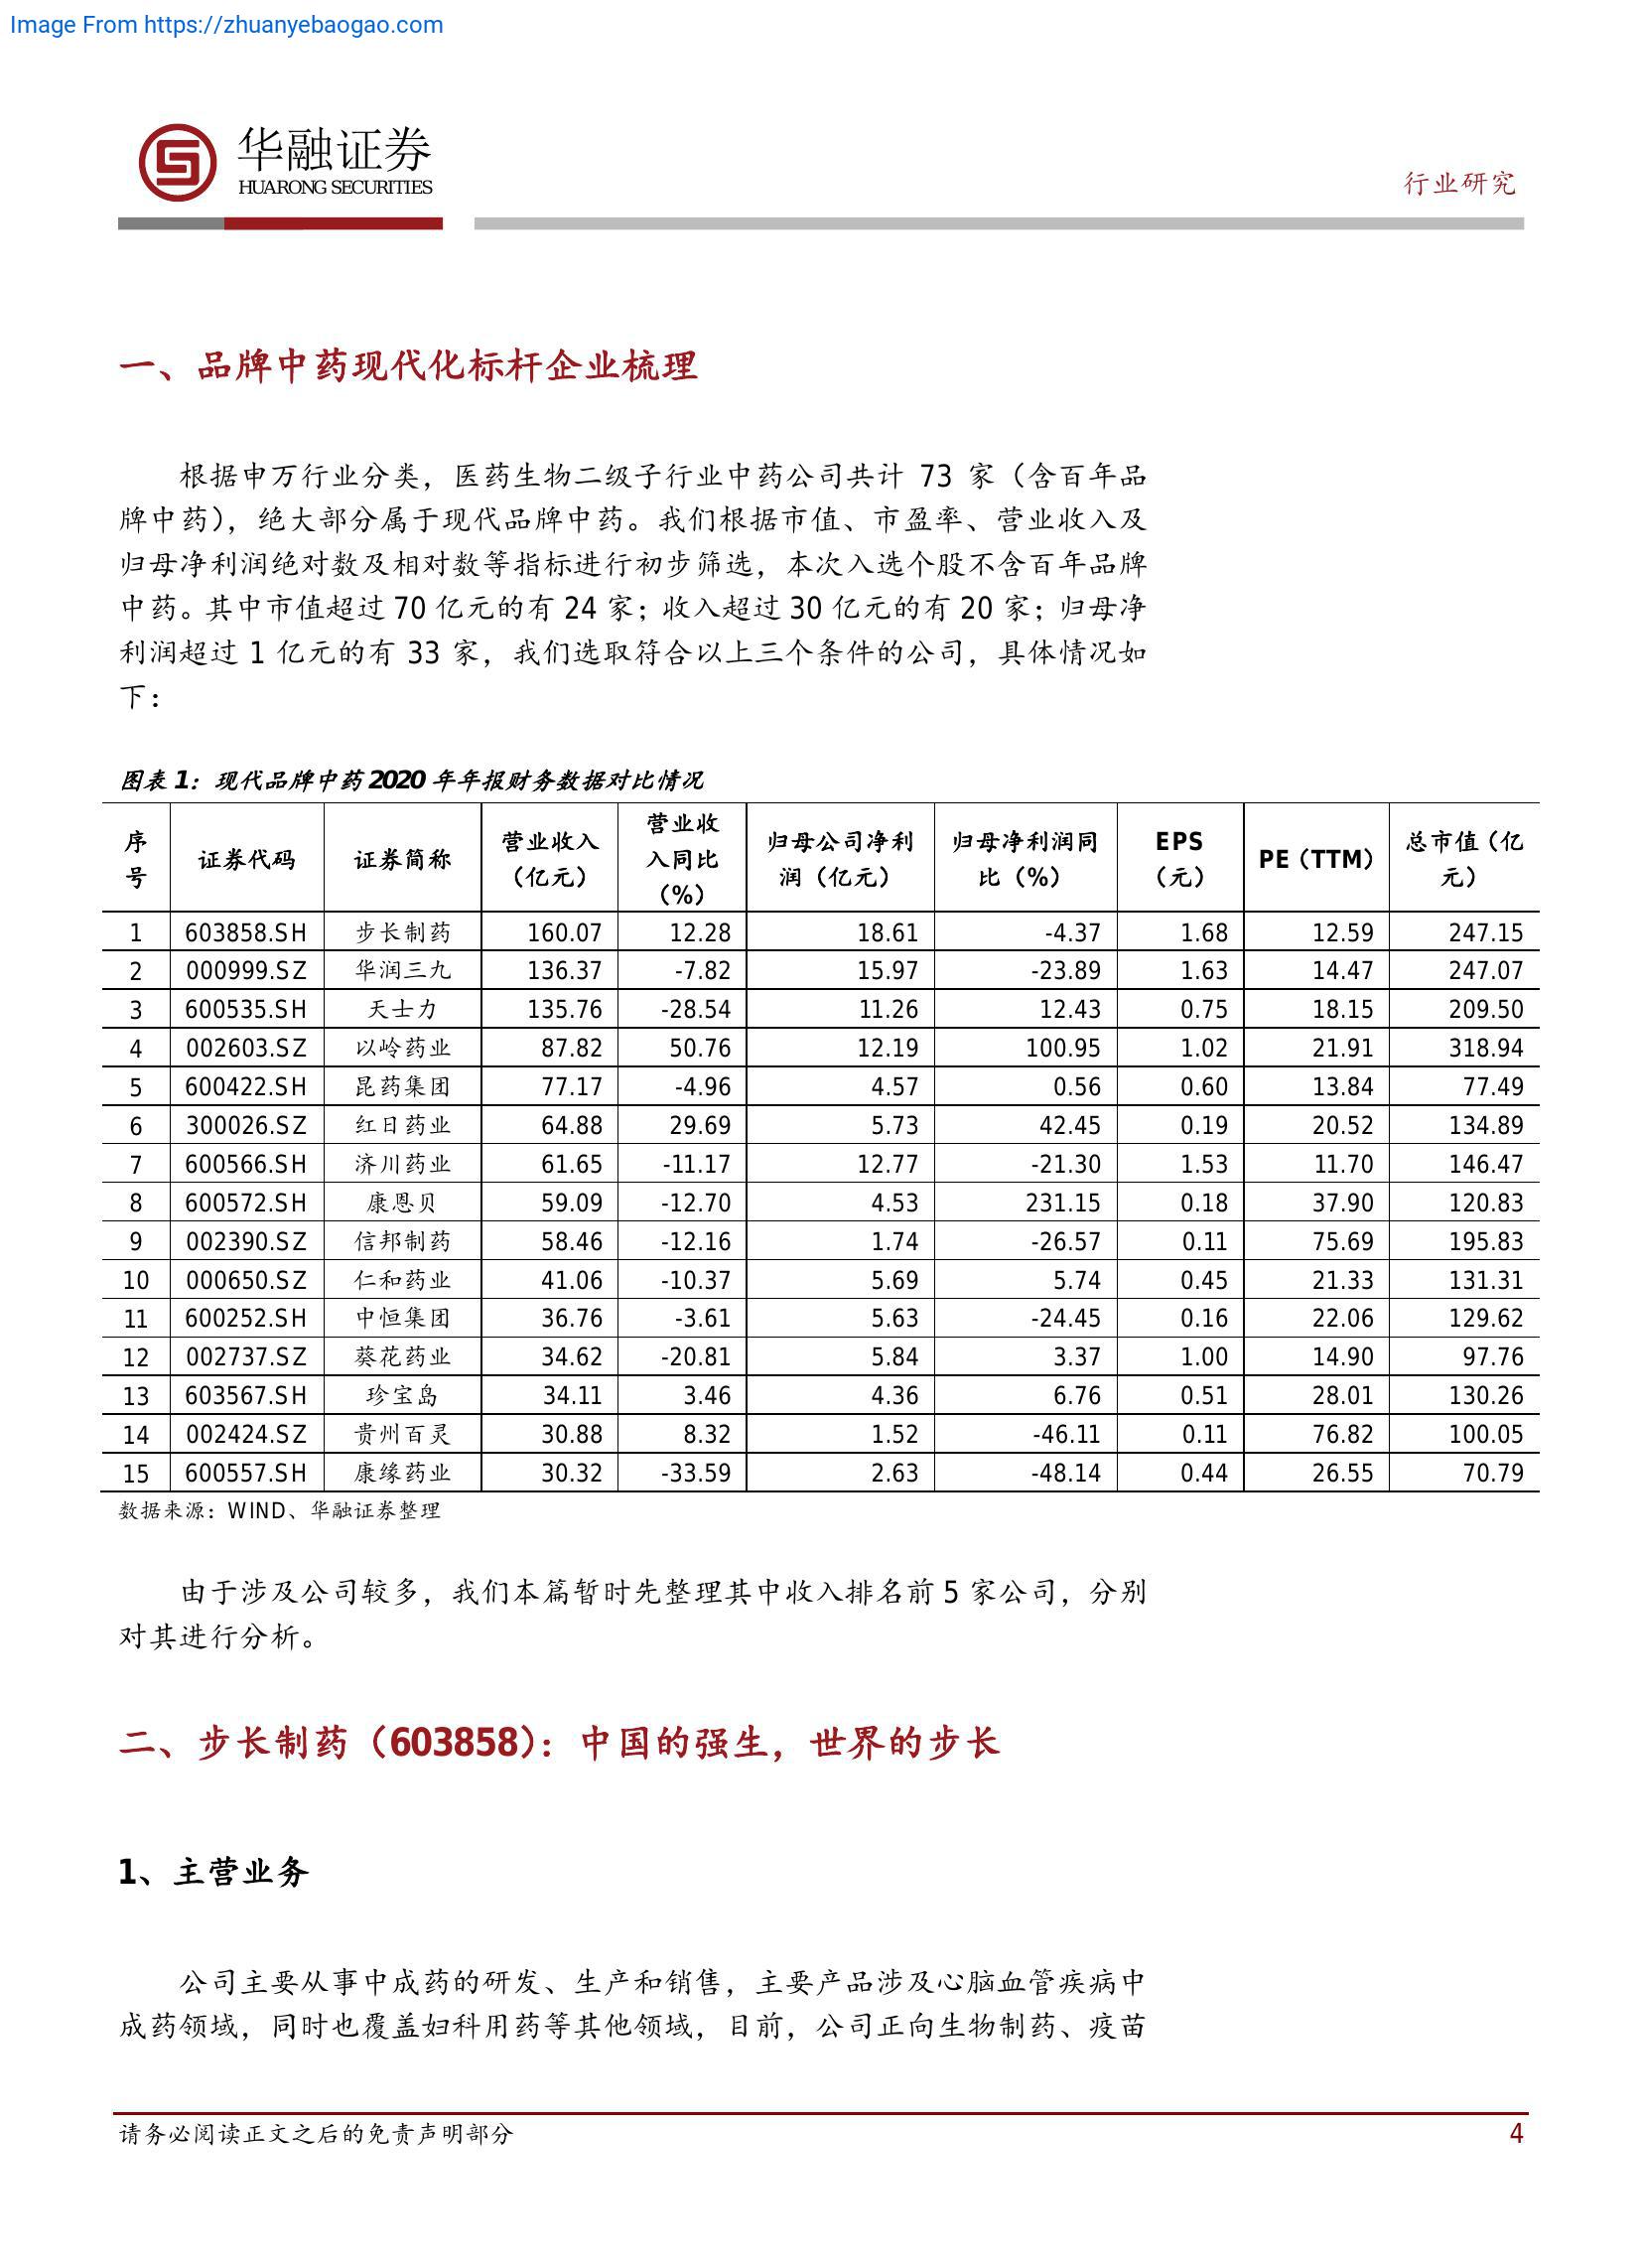 Image From https://zhuanyebaogao.com
华融证券
HUARONG SECURITIES
行业研究
一、品牌中药现代化标杆企业梳理
根据申万行业分类，医药生物二级子行业中药公司共计 73 家（含百年品
牌中药），绝大部分属于现代品牌中药。我们根据市值、市盈率、营业收入及
归母净利润绝对数及相对数等指标进行初步筛选，本次入选个股不含百年品牌
中药。其中市值超过 70 亿元的有 24 家；收入超过 30 亿元的有 20 家；归母净
利润超过 1 亿元的有 33 家，我们选取符合以上三个条件的公司，具体情况如
下：
图表 1：现代品牌中药 2020 年年报财务数据对比情况
序号 证券代码 证券简称 营业收入（亿元） 营业收入同比（%） 归母公司净利润（亿元） 归母净利润同比（%） EPS（元） PE（TTM） 总市值（亿元）
1 603858.SH 步长制药 160.07 12.28 18.61 -4.37 1.68 12.59 247.15
2 000999.SZ 华润三九 136.37 -7.82 15.97 -23.89 1.63 14.47 247.07
3 600535.SH 天士力 135.76 -28.54 11.26 12.43 0.75 18.15 209.50
4 002603.SZ 以岭药业 87.82 50.76 12.19 100.95 1.02 21.91 318.94
5 600422.SH 昆药集团 77.17 -4.96 4.57 0.56 0.60 13.84 77.49
6 300026.SZ 红日药业 64.88 29.69 5.73 42.45 0.19 20.52 134.89
7 600566.SH 济川药业 61.65 -11.17 12.77 -21.30 1.53 11.70 146.47
8 600572.SH 康恩贝 59.09 -12.70 4.53 231.15 0.18 37.90 120.83
9 002390.SZ 信邦制药 58.46 -12.16 1.74 -26.57 0.11 75.69 195.83
10 000650.SZ 仁和药业 41.06 -10.37 5.69 5.74 0.45 21.33 131.31
11 600252.SH 中恒集团 36.76 -3.61 5.63 -24.45 0.16 22.06 129.62
12 002737.SZ 葵花药业 34.62 -20.81 5.84 3.37 1.00 14.90 97.76
13 603567.SH 珍宝岛 34.11 3.46 4.36 6.76 0.51 28.01 130.26
14 002424.SZ 贵州百灵 30.88 8.32 1.52 -46.11 0.11 76.82 100.05
15 600557.SH 康缘药业 30.32 -33.59 2.63 -48.14 0.44 26.55 70.79
数据来源：WIND、华融证券整理
由于涉及公司较多，我们本篇暂时先整理其中收入排名前 5 家公司，分别
对其进行分析。
二、步长制药（603858）：中国的强生，世界的步长
1、主营业务
公司主要从事中成药的研发、生产和销售，主要产品涉及心脑血管疾病中
成药领域，同时也覆盖妇科用药等其他领域，目前，公司正向生物制药、疫苗
请务必阅读正文之后的免责声明部分
4